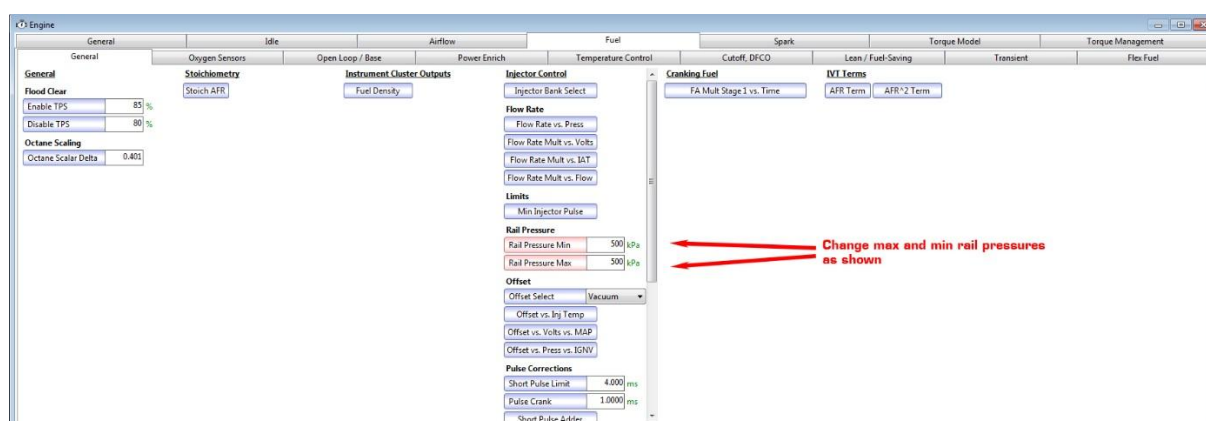 Engine
General Idle Airflow Fuel Spark Torque Model Torque Management
General Oxygen Sensors Open Loop / Base Power Enrich Temperature Control Cutoff, DFCO Lean / Fuel-Saving Transient Flex Fuel
General
Flood Clear
Enable TPS 85 %
Disable TPS 80 %
Octane Scaling
Octane Scalar Delta 0.401
Stoichiometry
Stoich AFR
Instrument Cluster Outputs
Fuel Density
Injector Control
Injector Bank Select
Flow Rate
Flow Rate vs. Press
Flow Rate Mult vs. Volts
Flow Rate Mult vs. IAT
Flow Rate Mult vs. Flow
Limits
Min Injector Pulse
Rail Pressure
Rail Pressure Min 500 kPa
Rail Pressure Max 500 kPa
Offset
Offset Select Vacuum
Offset vs. Inj Temp
Offset vs. Volts vs. MAP
Offset vs. Press vs. IGNV
Pulse Corrections
Short Pulse Limit 4.000 ms
Pulse Crank 1.0000 ms
Short Pulse Adder
Cranking Fuel
FA Mult Stage 1 vs. Time
IVT Terms
AFR Term AFR^2 Term
Change max and min rail pressures
as shown